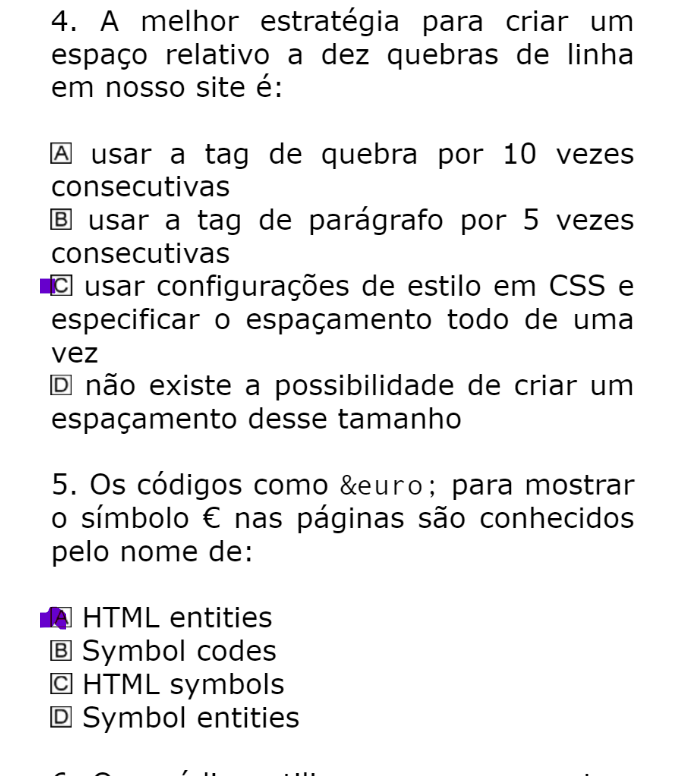 4. A melhor estratégia para criar um
espaço relativo a dez quebras de linha
em nosso site é:
A usar a tag de quebra por 10 vezes
consecutivas
B usar a tag de parágrafo por 5 vezes
consecutivas
C usar configurações de estilo em CSS e
especificar o espaçamento todo de uma
vez
D não existe a possibilidade de criar um
espaçamento desse tamanho
5. Os códigos como &euro; para mostrar
o símbolo € nas páginas são conhecidos
pelo nome de:
A HTML entities
B Symbol codes
C HTML symbols
D Symbol entities